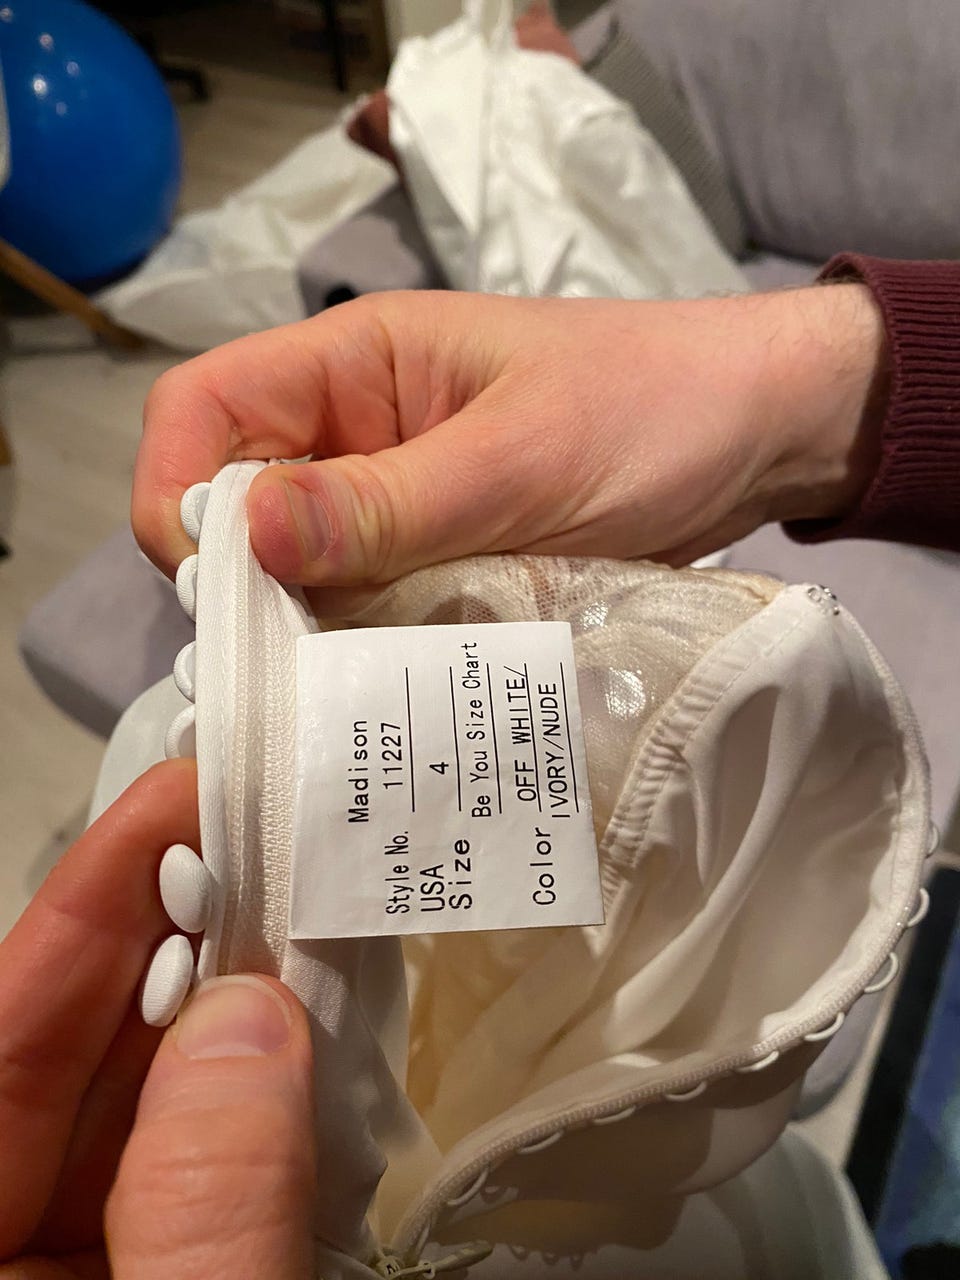 Madison
Style No. 11227
USA
Size 4
Be You Size Chart
Color OFF WHITE/
IVORY/NUDE